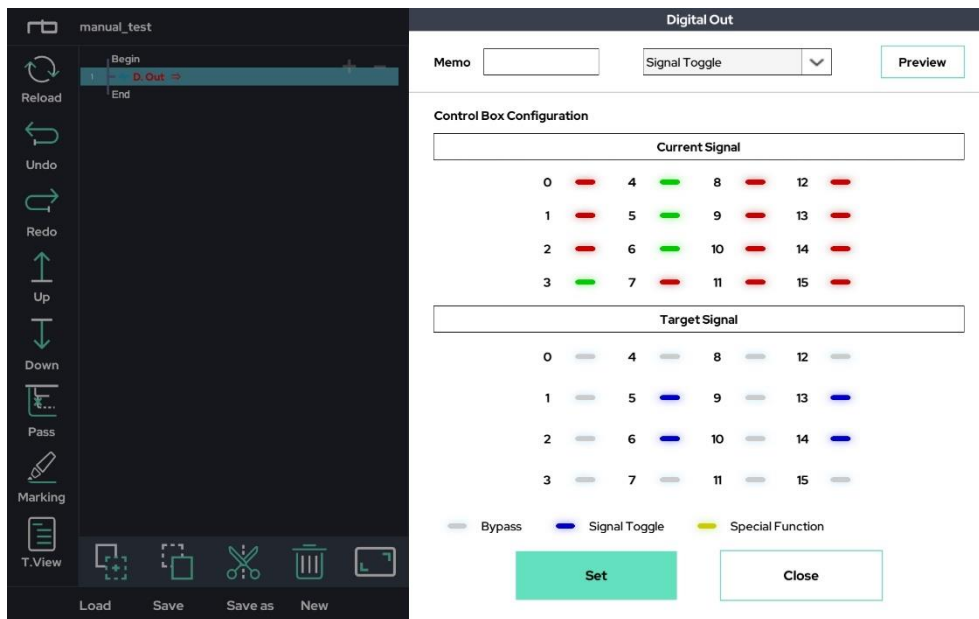 rb
manual_test
Reload
Undo
Redo
Up
Down
Pass
Marking
T.View
Begin
1 D.Out ⇒
End
Load Save Save as New
Digital Out
Memo Signal Toggle Preview
Control Box Configuration
Current Signal
0 4 8 12
1 5 9 13
2 6 10 14
3 7 11 15
Target Signal
0 4 8 12
1 5 9 13
2 6 10 14
3 7 11 15
Bypass Signal Toggle Special Function
Set Close